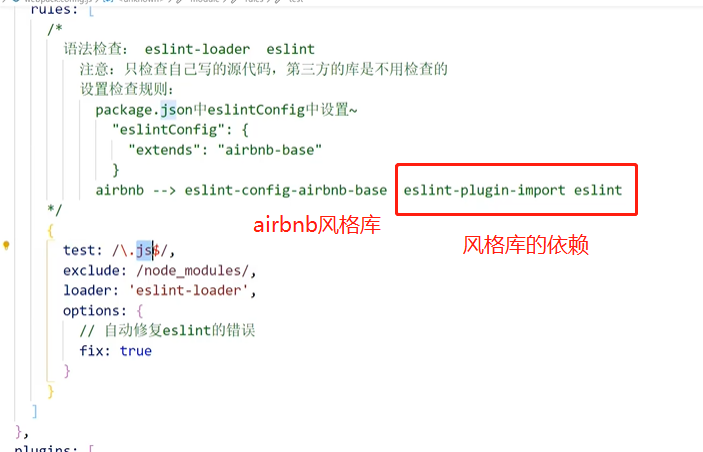 rules: [
/*
语法检查: eslint-loader eslint
注意: 只检查自己写的源代码，第三方的库是不用检查的
设置检查规则:
package.json中eslintConfig中设置~
"eslintConfig": {
"extends": "airbnb-base"
}
airbnb --> eslint-config-airbnb-base eslint-plugin-import eslint
*/
airbnb风格库
风格库的依赖
{
test: /\.js$/,
exclude: /node_modules/,
loader: 'eslint-loader',
options: {
// 自动修复eslint的错误
fix: true
}
}
]
},
plugins: [